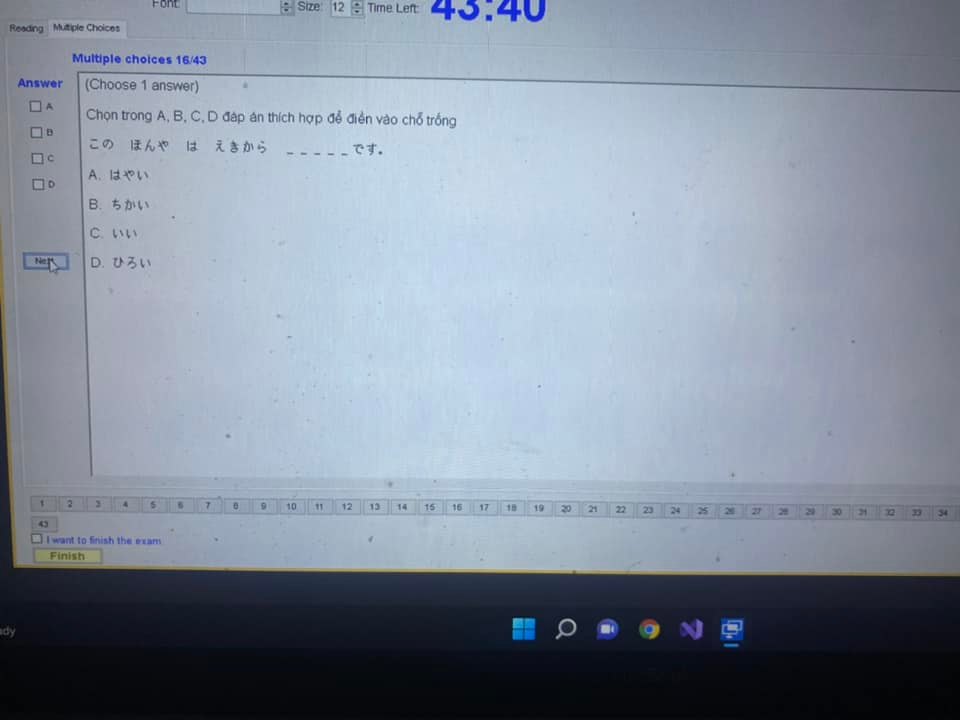 Font:
Size: 12 Time Left: 43:40
Reading Multiple Choices
Multiple choices 16/43
Answer
(Choose 1 answer)
A
B
C
D
Chọn trong A, B, C, D đáp án thích hợp để điền vào chỗ trống
この ほんや は えきから _ _ _ _ _ です。
A. はやい
B. ちかい
C. いい
D. ひろい
1 2 3 4 5 6 7 8 9 10 11 12 13 14 15 16 17 18 19 20 21 22 23 24 25 26 27 28 29 30 31 32 33 34
43
I want to finish the exam.
Finish